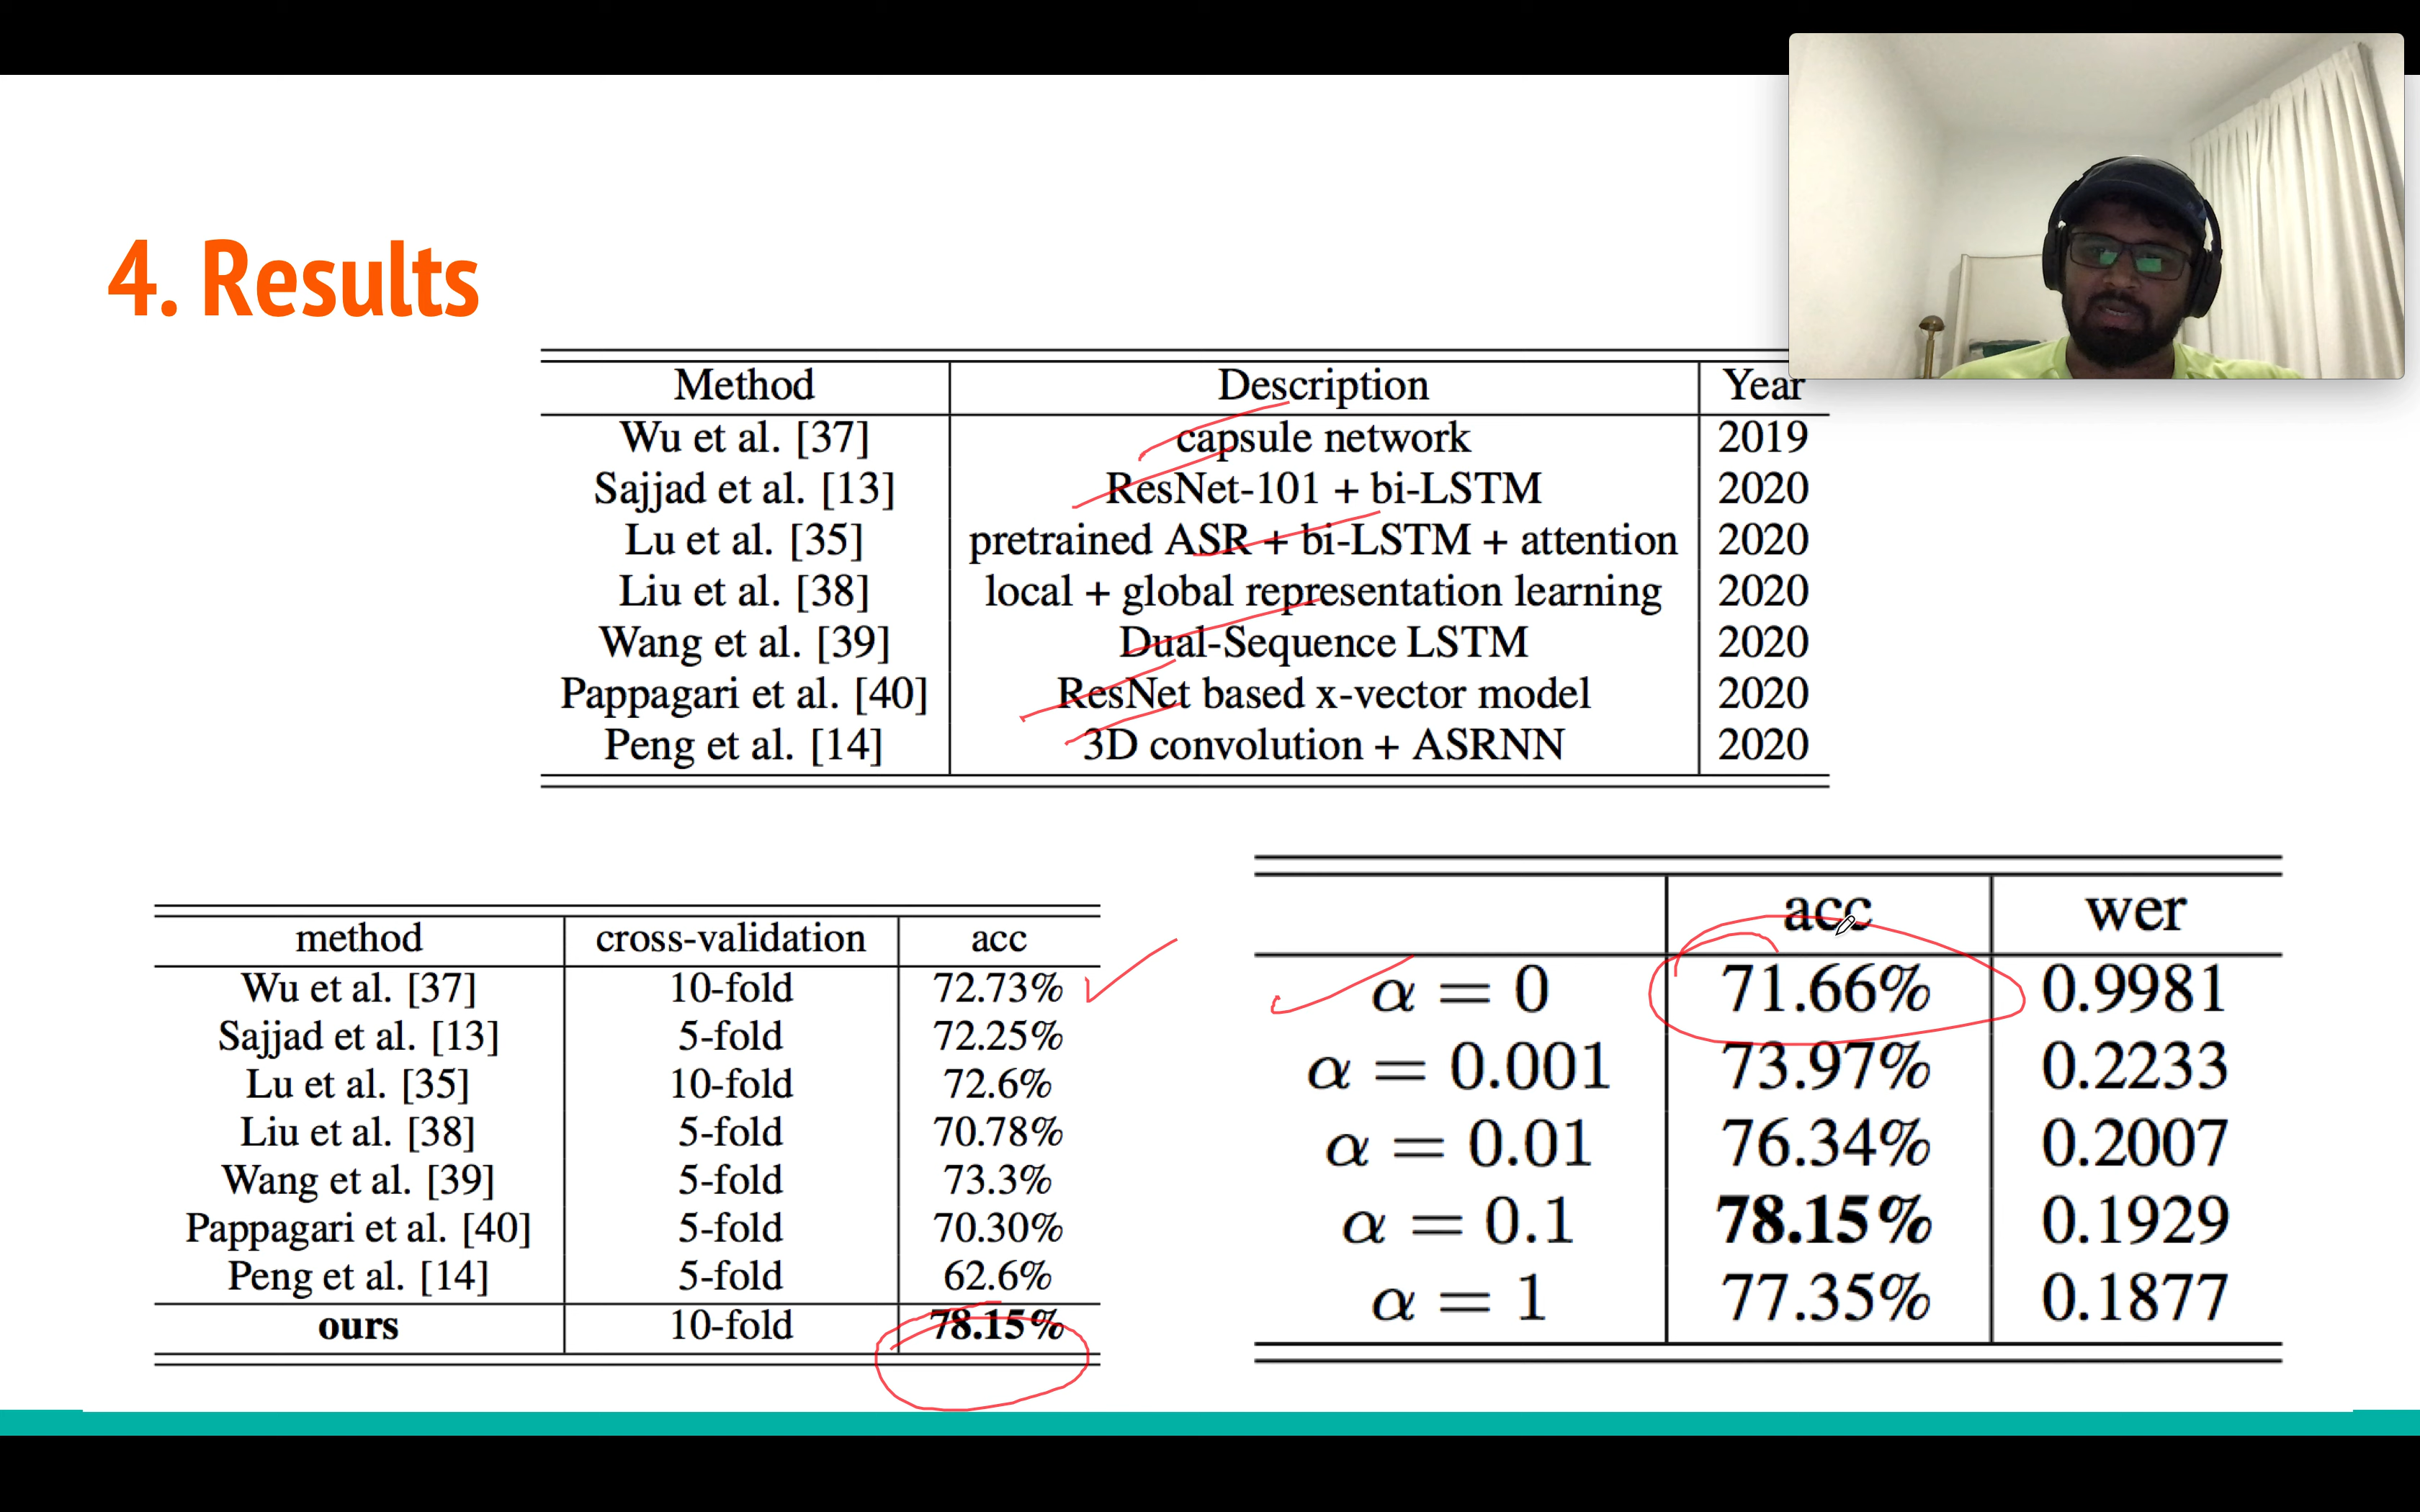 4. Results
Method Description Year
Wu et al. [37] capsule network 2019
Sajjad et al. [13] ResNet-101 + bi-LSTM 2020
Lu et al. [35] pretrained ASR + bi-LSTM + attention 2020
Liu et al. [38] local + global representation learning 2020
Wang et al. [39] Dual-Sequence LSTM 2020
Pappagari et al. [40] ResNet based x-vector model 2020
Peng et al. [14] 3D convolution + ASRNN 2020
method cross-validation acc
Wu et al. [37] 10-fold 72.73%
Sajjad et al. [13] 5-fold 72.25%
Lu et al. [35] 10-fold 72.6%
Liu et al. [38] 5-fold 70.78%
Wang et al. [39] 5-fold 73.3%
Pappagari et al. [40] 5-fold 70.30%
Peng et al. [14] 5-fold 62.6%
ours 10-fold 78.15%
acc wer
α = 0 71.66% 0.9981
α = 0.001 73.97% 0.2233
α = 0.01 76.34% 0.2007
α = 0.1 78.15% 0.1929
α = 1 77.35% 0.1877